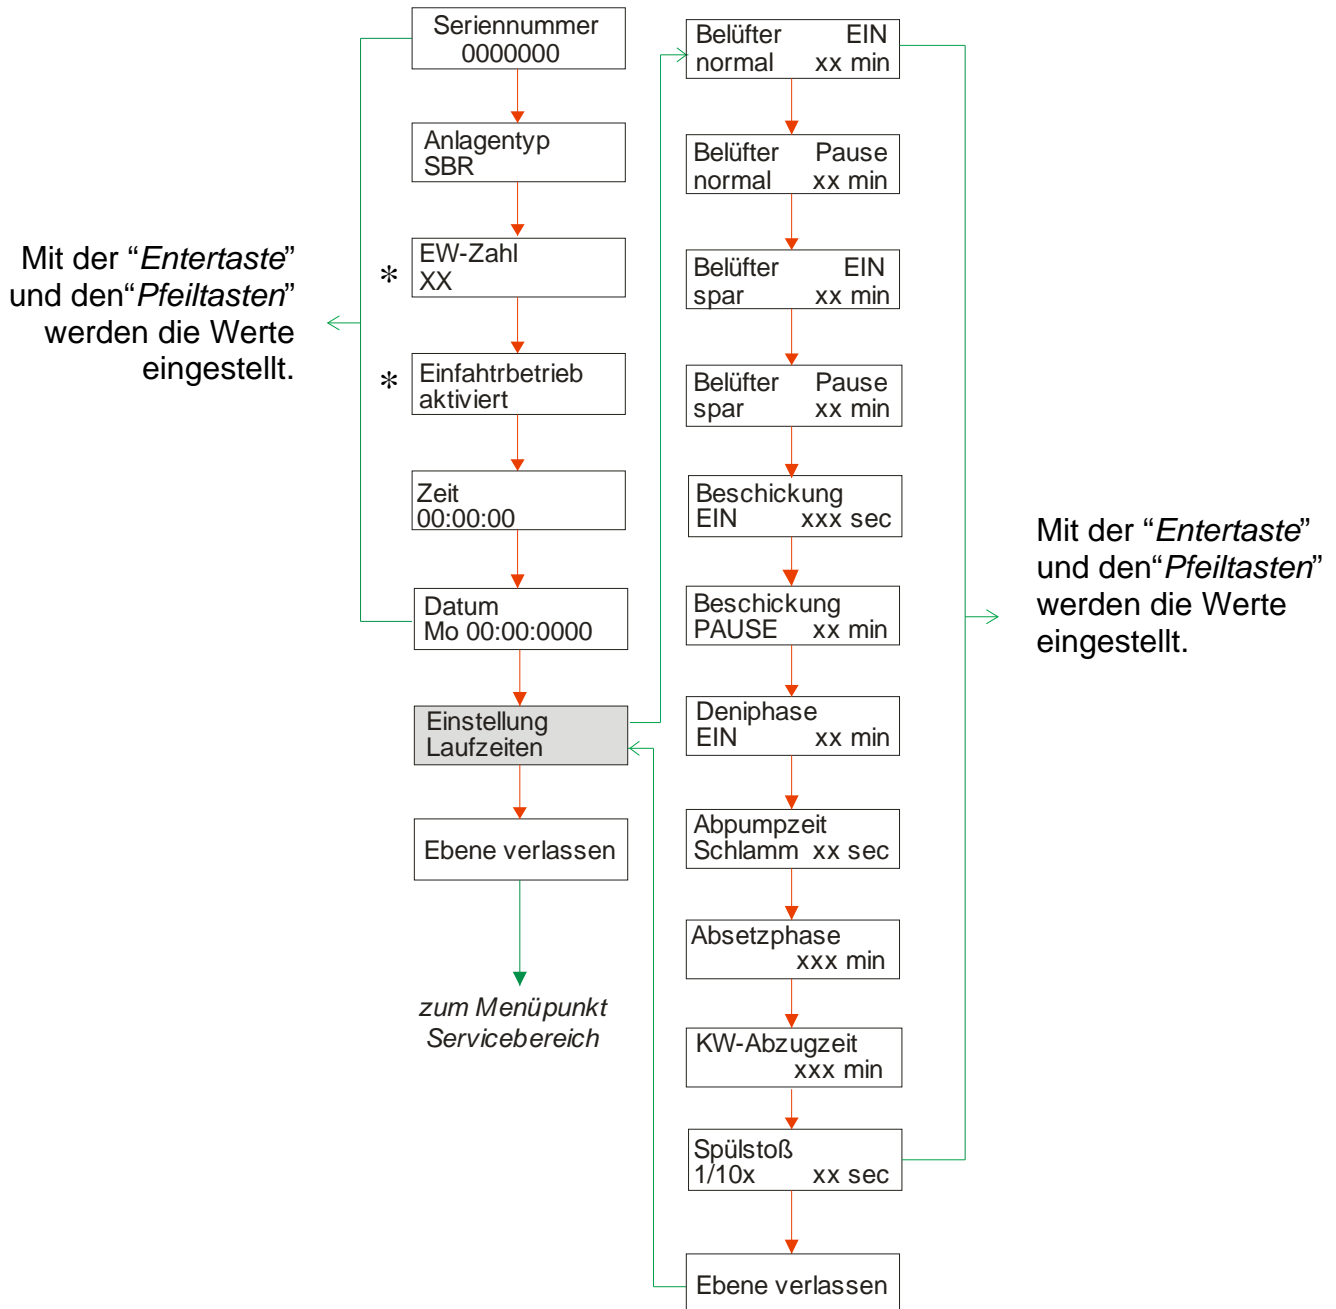 Seriennummer
0000000
Anlagentyp
SBR
Mit der “Entertaste”
und den“Pfeiltasten”
werden die Werte
eingestellt.
* EW-Zahl
XX
* Einfahtrbetrieb
aktiviert
Zeit
00:00:00
Datum
Mo 00:00:0000
Einstellung
Laufzeiten
Ebene verlassen
zum Menüpunkt
Servicebereich
Belüfter EIN
normal xx min
Belüfter Pause
normal xx min
Belüfter EIN
spar xx min
Belüfter Pause
spar xx min
Beschickung
EIN xxx sec
Beschickung
PAUSE xx min
Deniphase
EIN xx min
Abpumpzeit
Schlamm xx sec
Absetzphase
xxx min
KW-Abzugzeit
xxx min
Spülstoß
1/10x xx sec
Ebene verlassen
Mit der “Entertaste”
und den“Pfeiltasten”
werden die Werte
eingestellt.